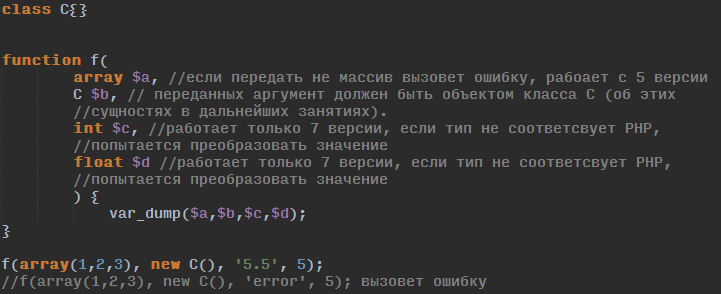 class C{}
function f(
array $a, //если передать не массив вызовет ошибку, рабоает с 5 версии
C $b, // переданных аргумент должен быть объектом класса C (об этих
//сущностях в дальнейших занятиях).
int $c, //работает только 7 версии, если тип не соответсвует PHP,
//попытается преобразовать значение
float $d //работает только 7 версии, если тип не соответсвует PHP,
//попытается преобразовать значение
) {
var_dump($a,$b,$c,$d);
}
f(array(1,2,3), new C(), '5.5', 5);
//f(array(1,2,3), new C(), 'error', 5); вызовет ошибку